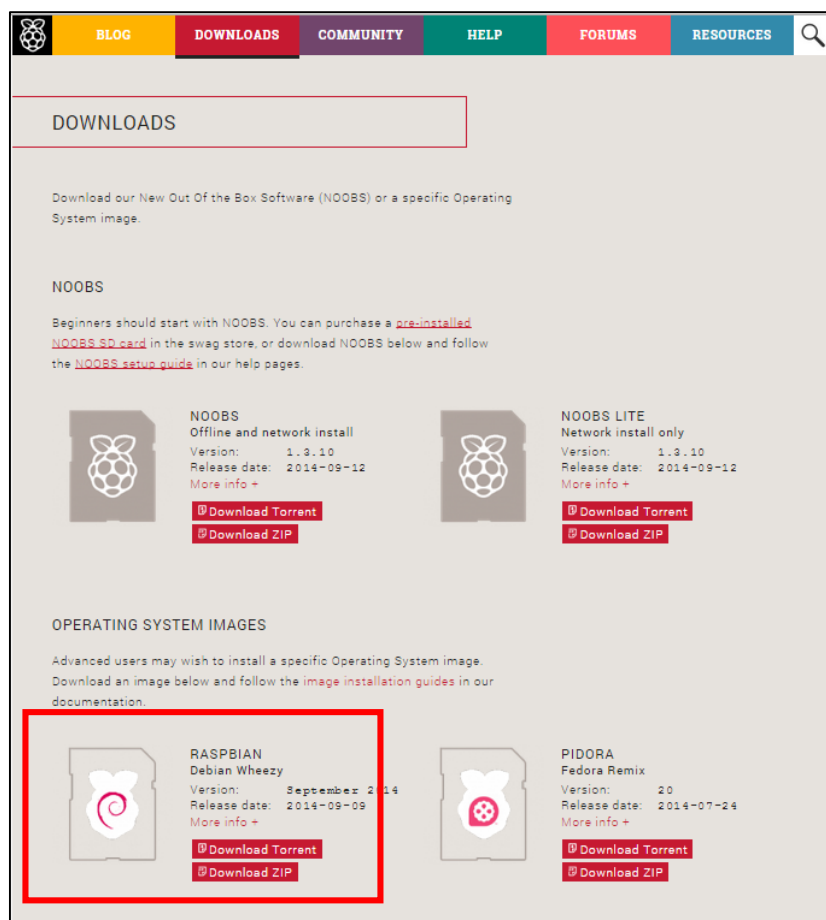 BLOG DOWNLOADS COMMUNITY HELP FORUMS RESOURCES
DOWNLOADS
Download our New Out Of the Box Software (NOOBS) or a specific Operating
System image.
NOOBS
Beginners should start with NOOBS. You can purchase a pre-installed
NOOBS SD card in the swag store, or download NOOBS below and follow
the NOOBS setup guide in our help pages.
NOOBS
Offline and network install
Version: 1.3.10
Release date: 2014-09-12
More info +
Download Torrent
Download ZIP
NOOBS LITE
Network install only
Version: 1.3.10
Release date: 2014-09-12
More info +
Download Torrent
Download ZIP
OPERATING SYSTEM IMAGES
Advanced users may wish to install a specific Operating System image.
Download an image below and follow the image installation guides in our
documentation.
RASPBIAN
Debian Wheezy
Version: September 2014
Release date: 2014-09-09
More info +
Download Torrent
Download ZIP
PIDORA
Fedora Remix
Version: 20
Release date: 2014-07-24
More info +
Download Torrent
Download ZIP